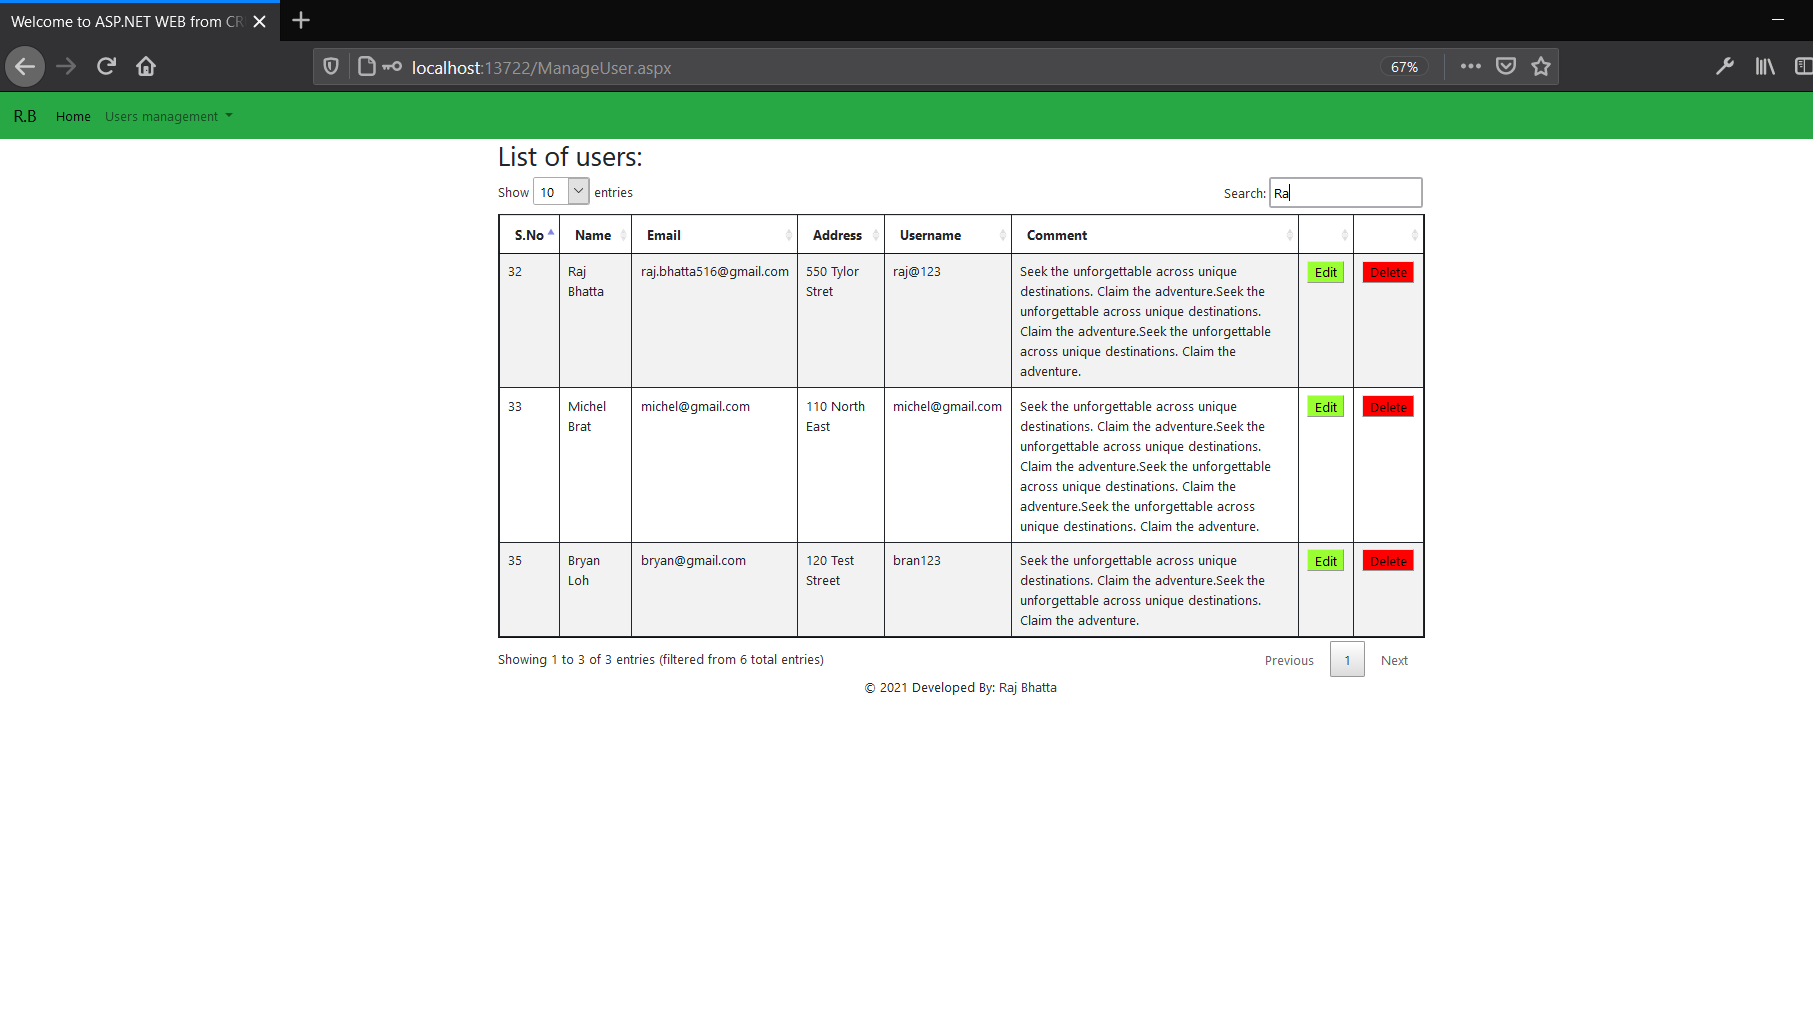 Welcome to ASP.NET WEB from CR
localhost:13722/ManageUser.aspx
67%
R.B Home Users management
List of users:
Show 10 entries
Search: Ra
S.No Name Email Address Username Comment
32 Raj raj.bhatta516@gmail.com 550 Tylor raj@123 Seek the unforgettable across unique Edit Delete
Bhatta Stret destinations. Claim the adventure.Seek the
unforgettable across unique destinations.
Claim the adventure.Seek the unforgettable
across unique destinations. Claim the
adventure.
33 Michel michel@gmail.com 110 North michel@gmail.com Seek the unforgettable across unique Edit Delete
Brat East destinations. Claim the adventure.Seek the
unforgettable across unique destinations.
Claim the adventure.Seek the unforgettable
across unique destinations. Claim the
adventure.Seek the unforgettable across
unique destinations. Claim the adventure.
35 Bryan bryan@gmail.com 120 Test bran123 Seek the unforgettable across unique Edit Delete
Loh Street destinations. Claim the adventure.Seek the
unforgettable across unique destinations.
Claim the adventure.
Showing 1 to 3 of 3 entries (filtered from 6 total entries)
Previous 1 Next
© 2021 Developed By: Raj Bhatta